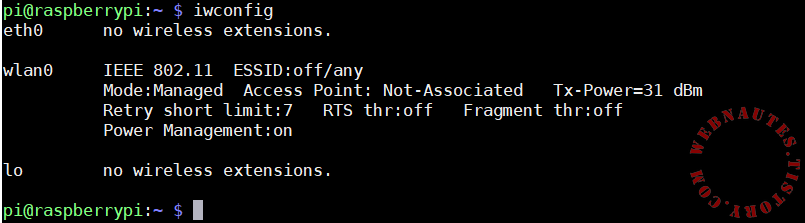 pi@raspberrypi:~ $ iwconfig
eth0      no wireless extensions.
wlan0     IEEE 802.11  ESSID:off/any
          Mode:Managed  Access Point: Not-Associated   Tx-Power=31 dBm
          Retry short limit:7   RTS thr:off   Fragment thr:off
          Power Management:on
lo        no wireless extensions.
pi@raspberrypi:~ $
WEBNAUTES.TISTORY.COM